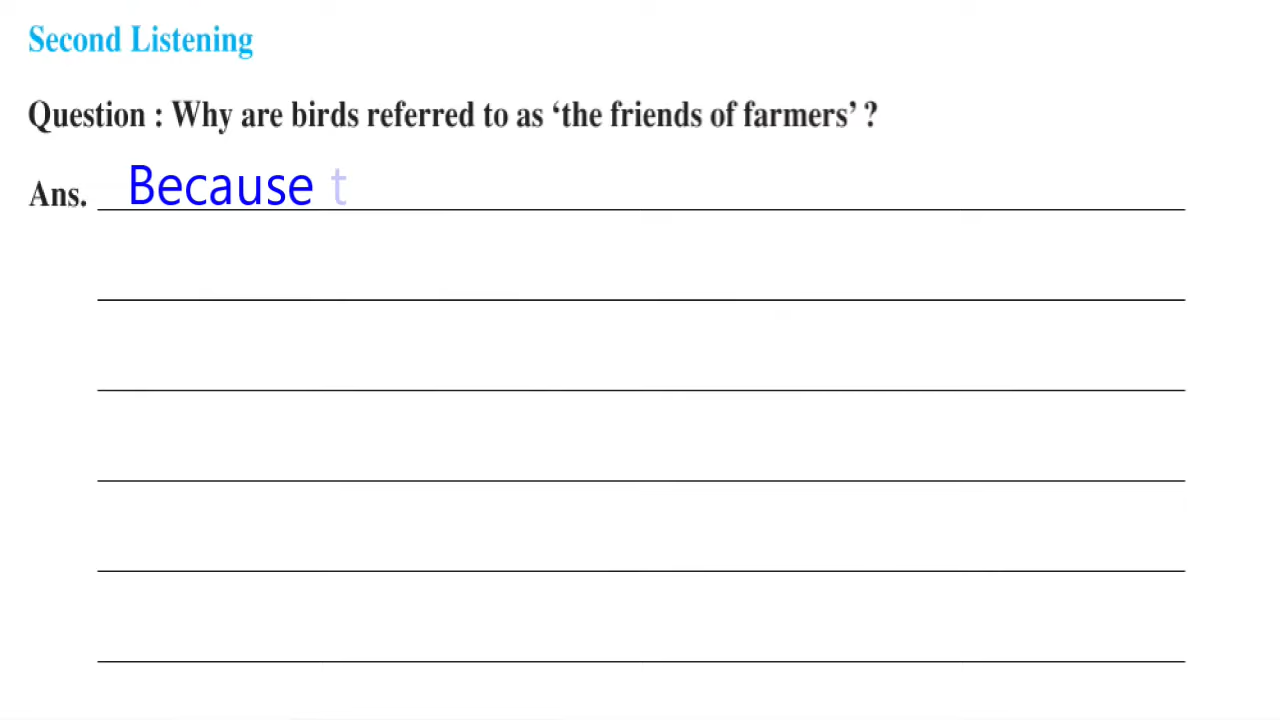 Second Listening
Question : Why are birds referred to as ‘the friends of farmers’ ?
Ans. Because t